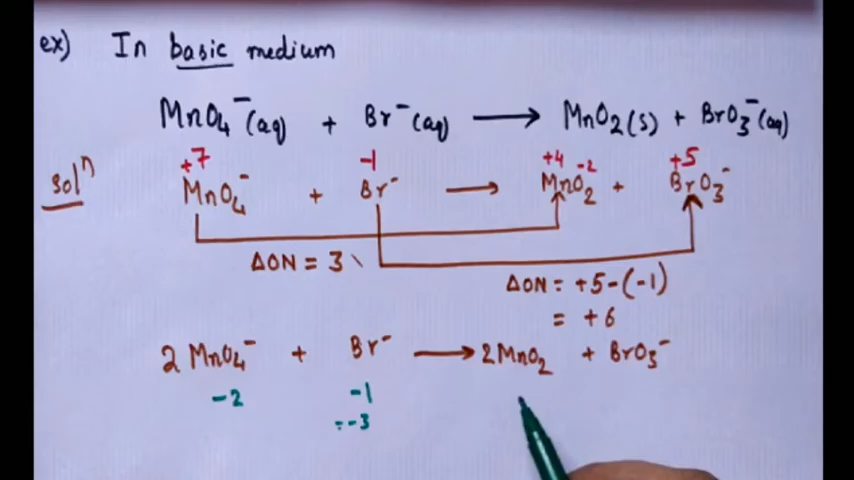 ex) In basic medium
MnO₄⁻(aq) + Br⁻(aq) ⟶ MnO₂(s) + BrO₃⁻(aq)
+7 -1 +4 -2 +5
Solⁿ MnO₄⁻ + Br⁻ ⟶ MnO₂ + BrO₃⁻
ΔON = 3
ΔON = +5-(-1)
= +6
2MnO₄⁻ + Br⁻ ⟶ 2MnO₂ + BrO₃⁻
-2 -1
=-3